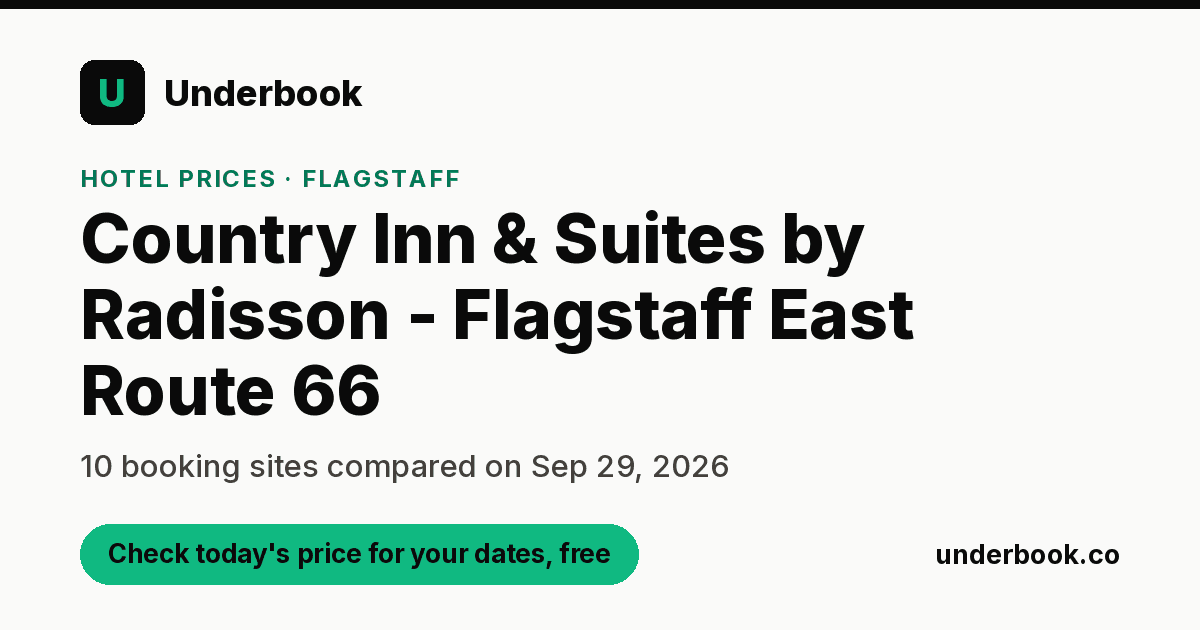 U Underbook
HOTEL PRICES · FLAGSTAFF
Country Inn & Suites by
Radisson - Flagstaff East
Route 66
10 booking sites compared on Sep 29, 2026
Check today's price for your dates, free
underbook.co